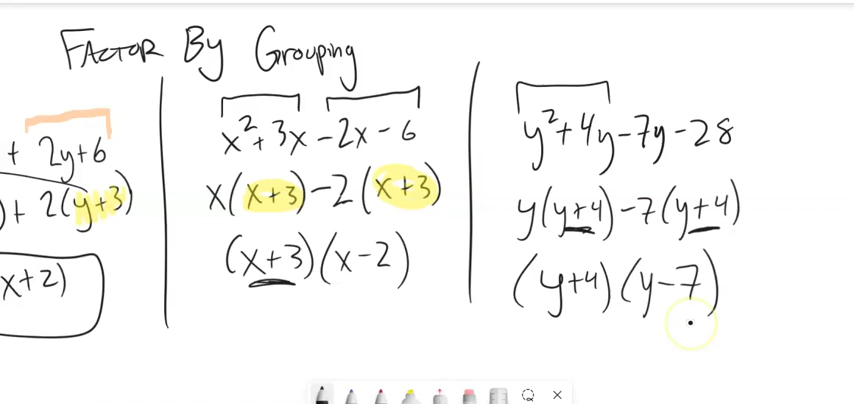 FACTOR By Grouping
+ 2y+6
)+ 2(y+3)
x+2)
x²+3x-2x-6
x(x+3)-2(x+3)
(x+3)(x-2)
y²+4y-7y-28
y(y+4)-7(y+4)
(y+4)(y-7)